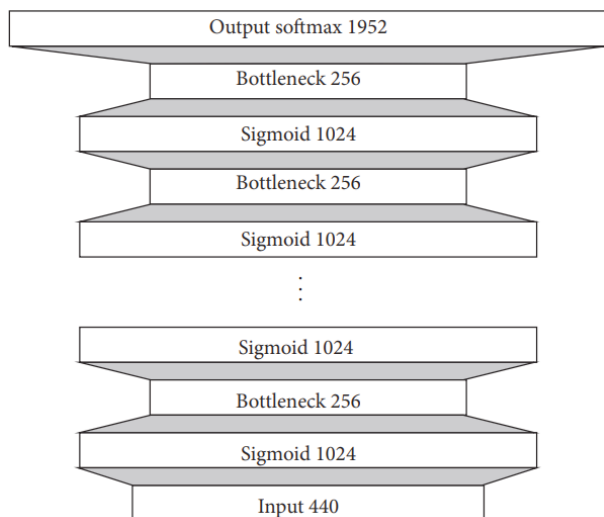 Output softmax 1952
Bottleneck 256
Sigmoid 1024
Bottleneck 256
Sigmoid 1024
⋮
Sigmoid 1024
Bottleneck 256
Sigmoid 1024
Input 440